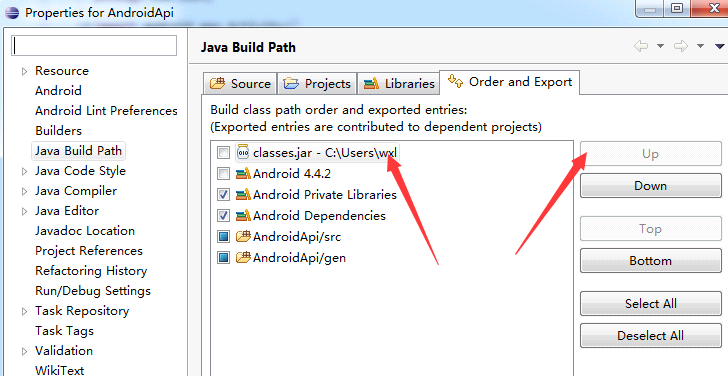 Properties for AndroidApi
Resource
Android
Android Lint Preferences
Builders
Java Build Path
Java Code Style
Java Compiler
Java Editor
Javadoc Location
Project References
Refactoring History
Run/Debug Settings
Task Repository
Task Tags
Validation
WikiText
Java Build Path
Source
Projects
Libraries
Order and Export
Build class path order and exported entries:
(Exported entries are contributed to dependent projects)
classes.jar - C:\Users\wxl
Android 4.4.2
Android Private Libraries
Android Dependencies
AndroidApi/src
AndroidApi/gen
Up
Down
Top
Bottom
Select All
Deselect All